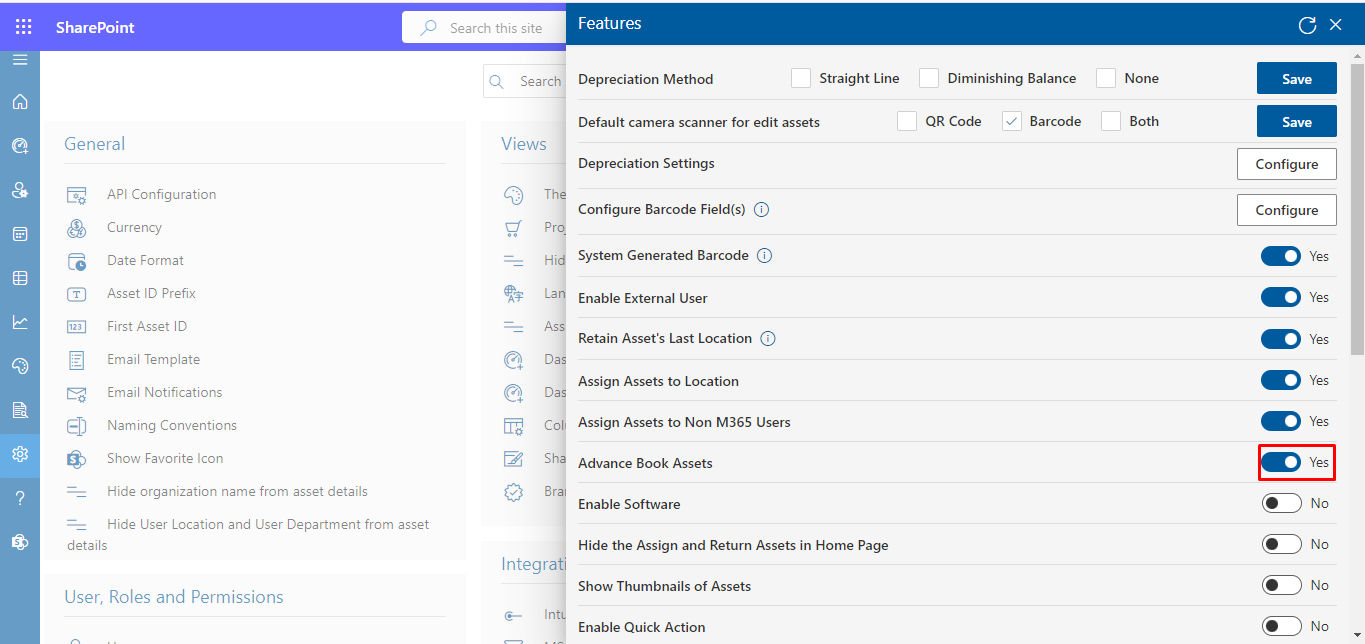 SharePoint
Search this site
Features
Search
General
API Configuration
Currency
Date Format
Asset ID Prefix
123 First Asset ID
Email Template
Email Notifications
Naming Conventions
Show Favorite Icon
Hide organization name from asset details
Hide User Location and User Department from asset
details
User, Roles and Permissions
Views
The
Proj
Hid
Lan
Ass
Das
Das
Colu
Sha
Bran
Integrati
Intu
Depreciation Method
Straight Line
Diminishing Balance
None
Save
Default camera scanner for edit assets
QR Code
Barcode
Both
Save
Depreciation Settings
Configure
Configure Barcode Field(s)
Configure
System Generated Barcode
Yes
Enable External User
Yes
Retain Asset's Last Location
Yes
Assign Assets to Location
Yes
Assign Assets to Non M365 Users
Yes
Advance Book Assets
Yes
Enable Software
No
Hide the Assign and Return Assets in Home Page
No
Show Thumbnails of Assets
No
Enable Quick Action
No